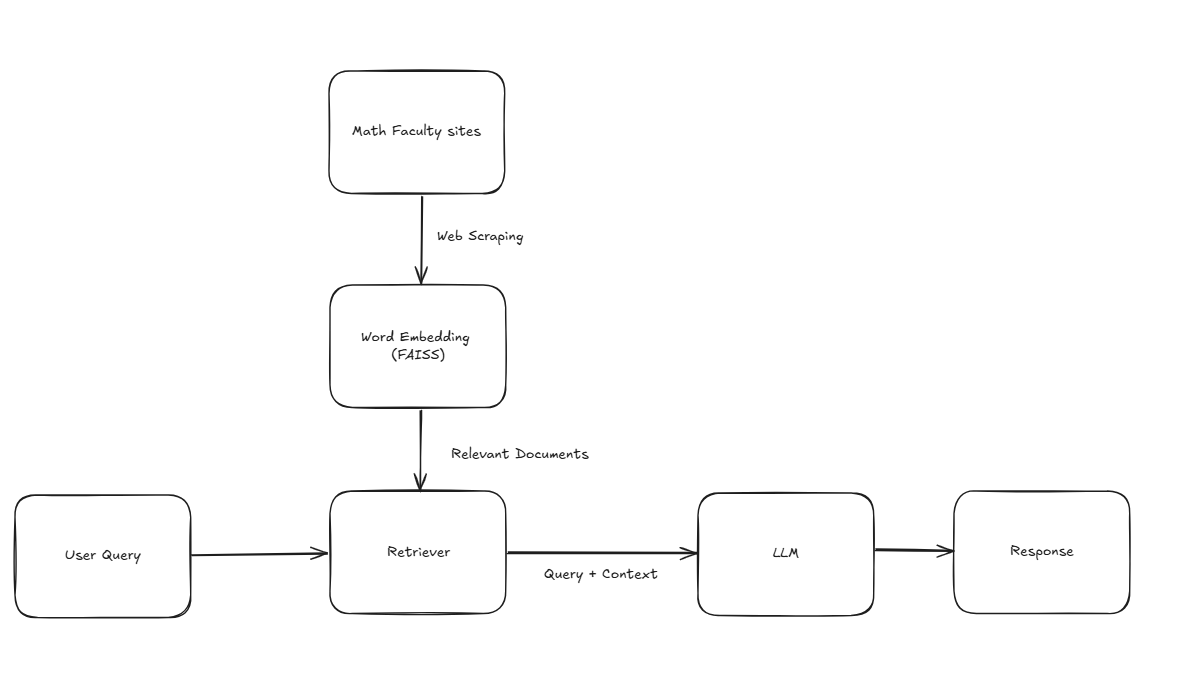 Math Faculty sites
Web Scraping
Word Embedding
(FAISS)
Relevant Documents
User Query
Retriever
Query + Context
LLM
Response